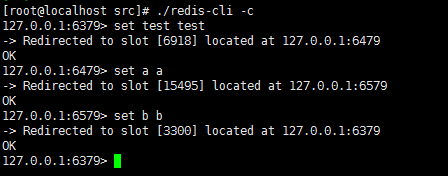 [root@localhost src]# ./redis-cli -c
127.0.0.1:6379> set test test
-> Redirected to slot [6918] located at 127.0.0.1:6479
OK
127.0.0.1:6479> set a a
-> Redirected to slot [15495] located at 127.0.0.1:6579
OK
127.0.0.1:6579> set b b
-> Redirected to slot [3300] located at 127.0.0.1:6379
OK
127.0.0.1:6379>